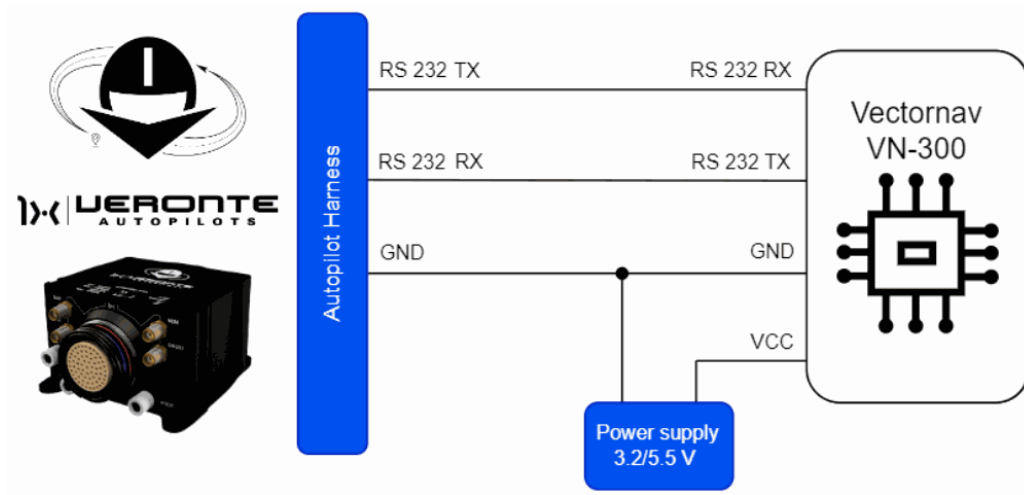 RS 232 TX
RS 232 RX
RS 232 RX
RS 232 TX
GND
GND
VCC
Autopilot Harness
Vectornav
VN-300
Power supply
3.2/5.5 V
VERONTE
AUTOPILOTS